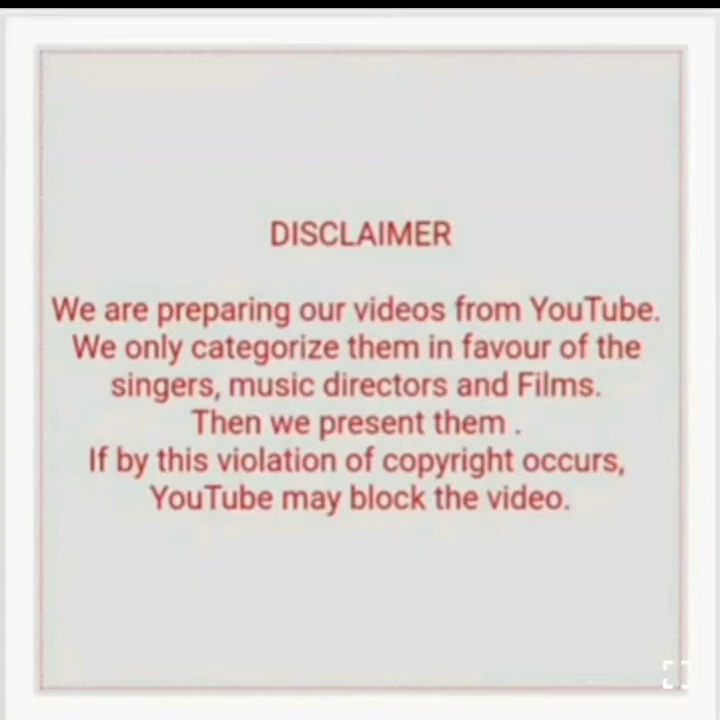 DISCLAIMER
We are preparing our videos from YouTube.
We only categorize them in favour of the
singers, music directors and Films.
Then we present them .
If by this violation of copyright occurs,
YouTube may block the video.